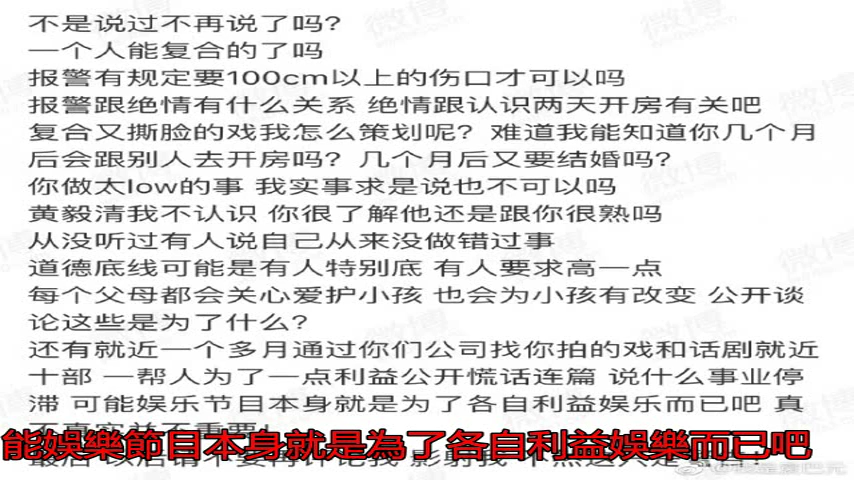 不是说过不再说了吗?
一个人能复合的了吗
报警有规定要100cm以上的伤口才可以吗
报警跟绝情有什么关系 绝情跟认识两天开房有关吧
复合又撕脸的戏我怎么策划呢? 难道我能知道你几个月
后会跟别人去开房吗? 几个月后又要结婚吗?
你做太low的事 我实事求是说也不可以吗
黄毅清我不认识 你很了解他还是跟你很熟吗
从没听过有人说自己从来没做错过事
道德底线可能是有人特别底 有人要求高一点
每个父母都会关心爱护小孩 也会为小孩有改变 公开谈
论这些是为了什么?
还有就近一个多月通过你们公司找你拍的戏和话剧就近
十部 一帮人为了一点利益公开慌话连篇 说什么事业停
滞 可能娱乐节目本身就是为了各自利益娱乐而已吧 真
能娛樂節目本身就是為了各自利益娛樂而已吧